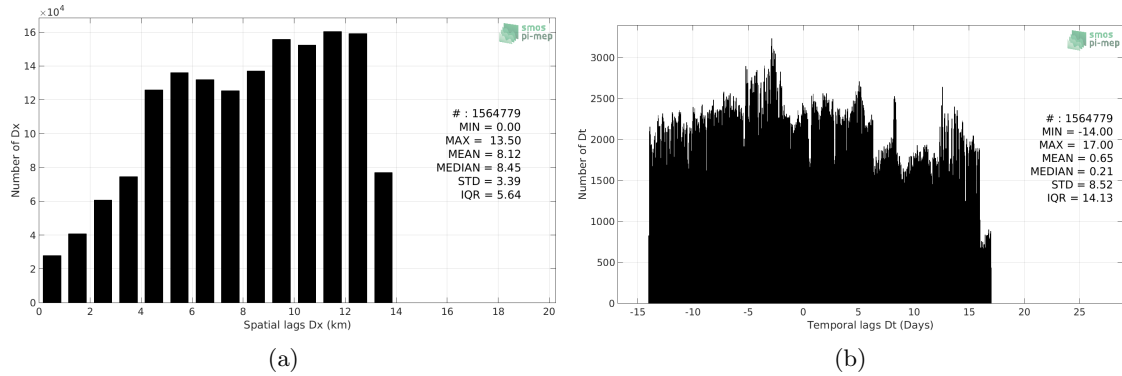 ×10⁴
16
14
12
10
8
6
4
2
0
Number of Dx
0 2 4 6 8 10 12 14 16 18 20
Spatial lags Dx (km)
smos
pi-mep
# : 1564779
MIN = 0.00
MAX = 13.50
MEAN = 8.12
MEDIAN = 8.45
STD = 3.39
IQR = 5.64
(a)
3000
2500
2000
1500
1000
500
0
Number of Dt
-15 -10 -5 0 5 10 15 20 25
Temporal lags Dt (Days)
smos
pi-mep
# : 1564779
MIN = -14.00
MAX = 17.00
MEAN = 0.65
MEDIAN = 0.21
STD = 8.52
IQR = 14.13
(b)